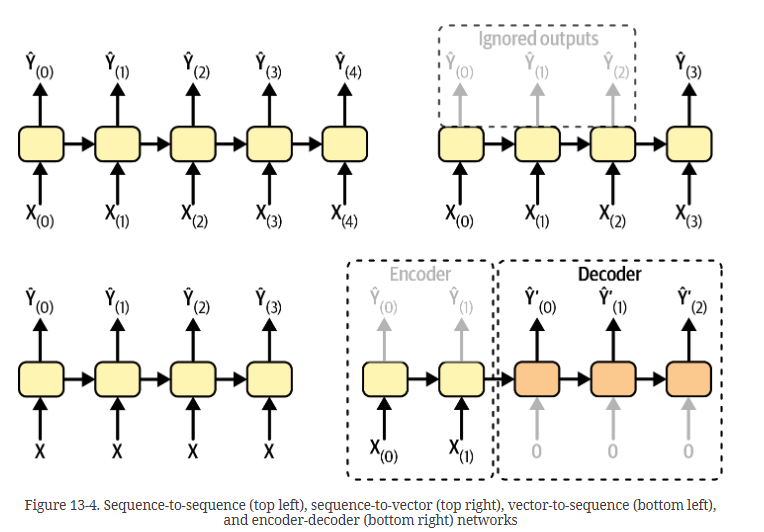 Ŷ(0) Ŷ(1) Ŷ(2) Ŷ(3) Ŷ(4)
X(0) X(1) X(2) X(3) X(4)
Ignored outputs
Ŷ(0) Ŷ(1) Ŷ(2) Ŷ(3)
X(0) X(1) X(2) X(3)
Ŷ(0) Ŷ(1) Ŷ(2) Ŷ(3)
X X X X
Encoder
Ŷ(0) Ŷ(1)
X(0) X(1)
Decoder
Ŷ'(0) Ŷ'(1) Ŷ'(2)
0 0 0
Figure 13-4. Sequence-to-sequence (top left), sequence-to-vector (top right), vector-to-sequence (bottom left),
and encoder-decoder (bottom right) networks